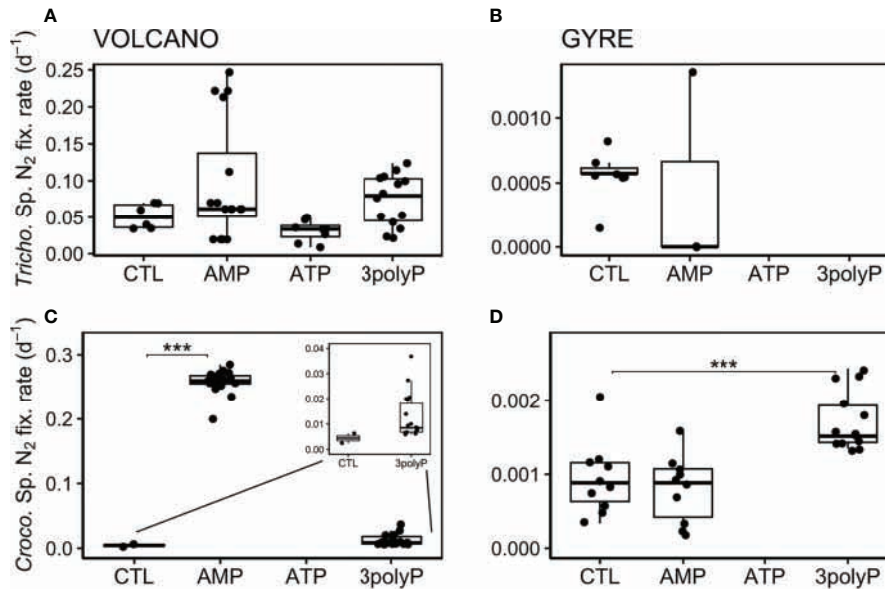 A
B
VOLCANO
GYRE
Tricho. Sp. N₂ fix. rate (d⁻¹)
0.25
0.20
0.15
0.10
0.05
0.00
CTL AMP ATP 3polyP
0.0010
0.0005
0.0000
CTL AMP ATP 3polyP
C
D
Croco. Sp. N₂ fix. rate (d⁻¹)
0.3
0.2
0.1
0.0
***
0.04
0.03
0.02
0.01
0.00
CTL 3polyP
CTL AMP ATP 3polyP
0.002
0.001
0.000
***
CTL AMP ATP 3polyP